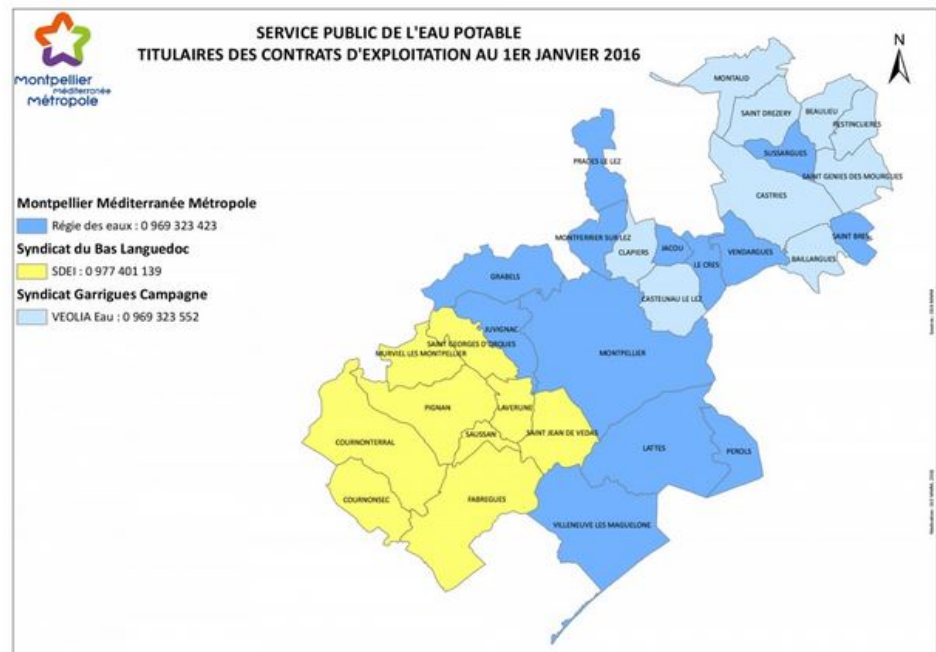 SERVICE PUBLIC DE L'EAU POTABLE
TITULAIRES DES CONTRATS D'EXPLOITATION AU 1ER JANVIER 2016
Montpellier
méditerranée
Métropole
N
Montpellier Méditerranée Métropole
Régie des eaux : 0 969 323 423
Syndicat du Bas Languedoc
SDEI : 0 977 401 139
Syndicat Garrigues Campagne
VEOLIA Eau : 0 969 323 552
MONTAUD
SAINT DREZERY
BEAULIEU
RESTINCLIERES
SUSSARGUES
PRADES LE LEZ
SAINT GENIES DES MOURGUES
CASTRIES
MONTFERRIER SUR LEZ
CLAPIERS
JACOU
LE CRES
VENDARGUES
SAINT BRES
BAILLARGUES
GRABELS
CASTELNAU LE LEZ
JUVIGNAC
SAINT GEORGES D'ORQUES
MURVIEL LES MONTPELLIER
MONTPELLIER
PIGNAN
LAVERUNE
SAUSSAN
SAINT JEAN DE VEDAS
COURNONTERRAL
LATTES
PEROLS
COURNONSEC
FABREGUES
VILLENEUVE LES MAGUELONE